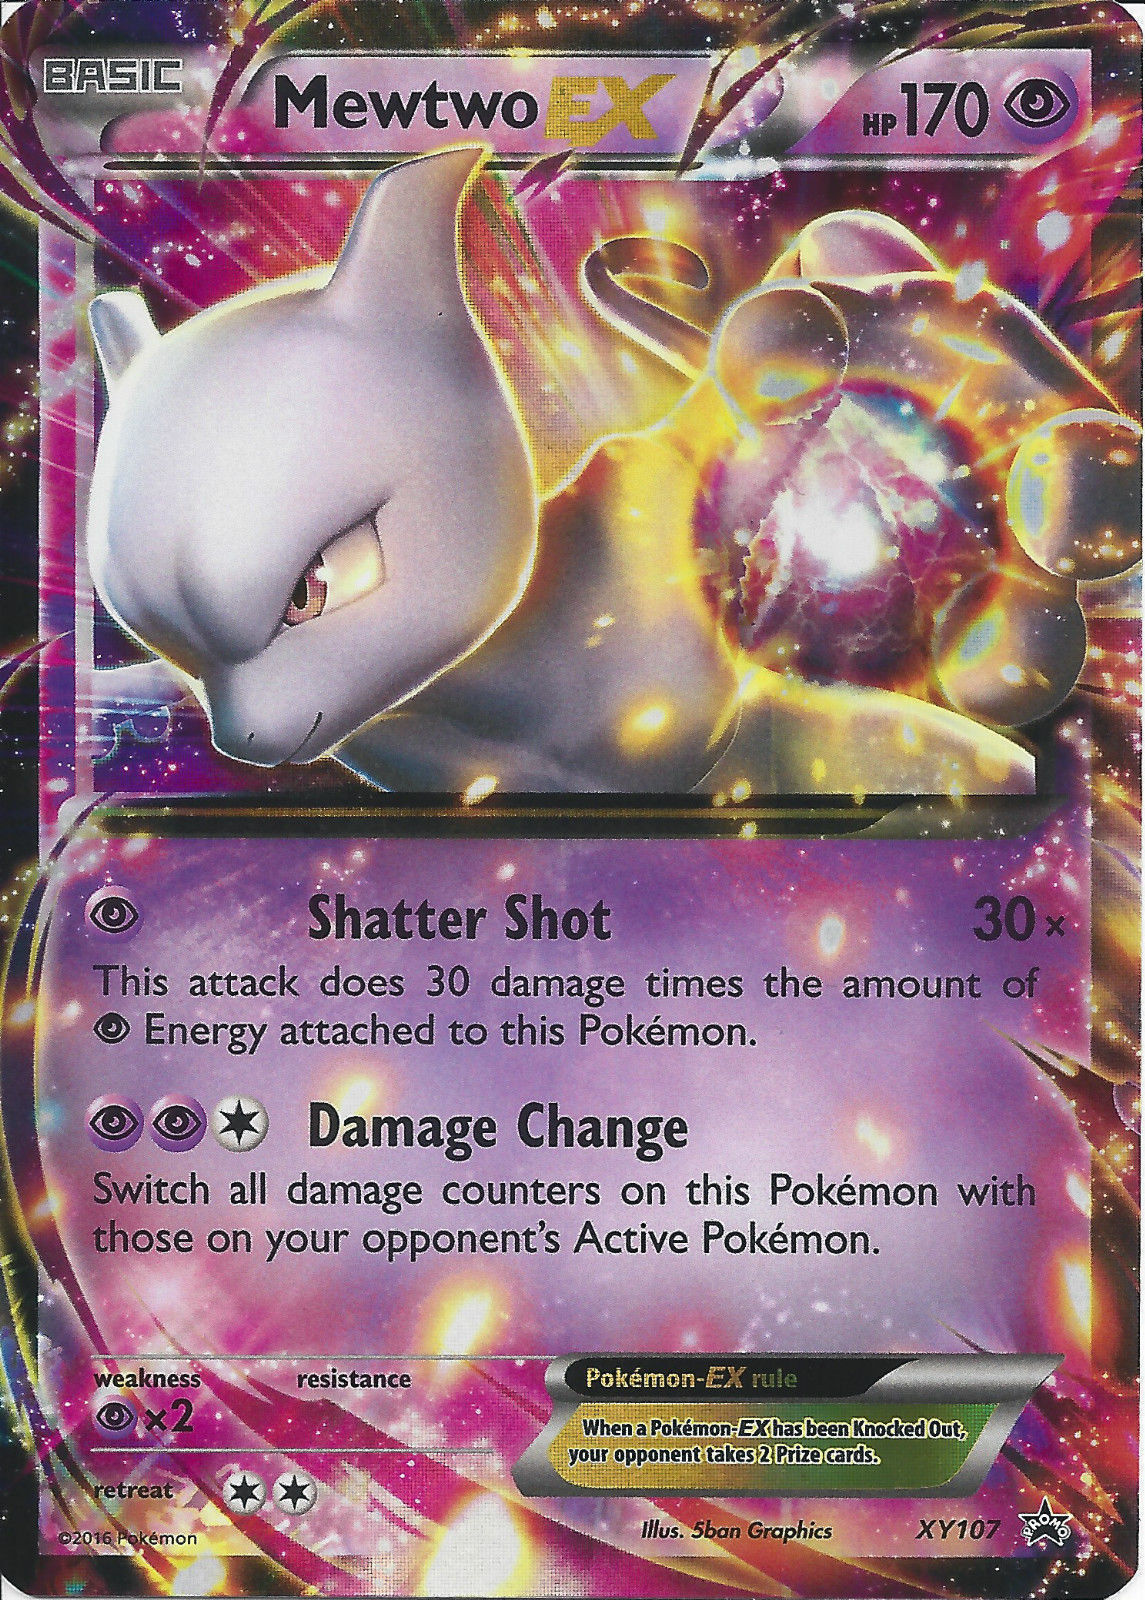 BASIC
Mewtwo EX
HP 170
Shatter Shot 30×
This attack does 30 damage times the amount of
Energy attached to this Pokémon.
Damage Change
Switch all damage counters on this Pokémon with
those on your opponent's Active Pokémon.
weakness resistance
×2
Pokémon-EX rule
When a Pokémon-EX has been Knocked Out,
your opponent takes 2 Prize cards.
retreat
©2016 Pokémon
Illus. 5ban Graphics
XY107
PROMO